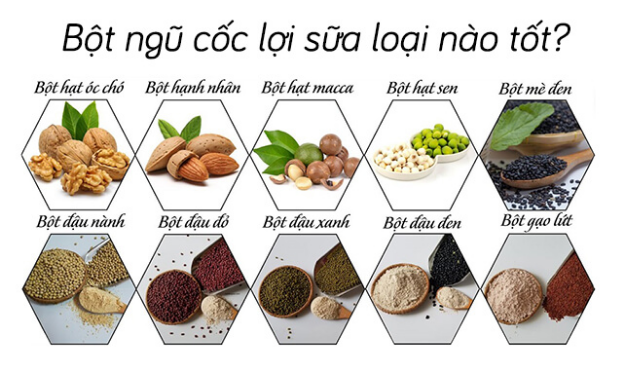 Bột ngũ cốc lợi sữa loại nào tốt?
Bột hạt óc chó
Bột hạnh nhân
Bột hạt macca
Bột hạt sen
Bột mè đen
Bột đậu nành
Bột đậu đỏ
Bột đậu xanh
Bột đậu đen
Bột gạo lứt